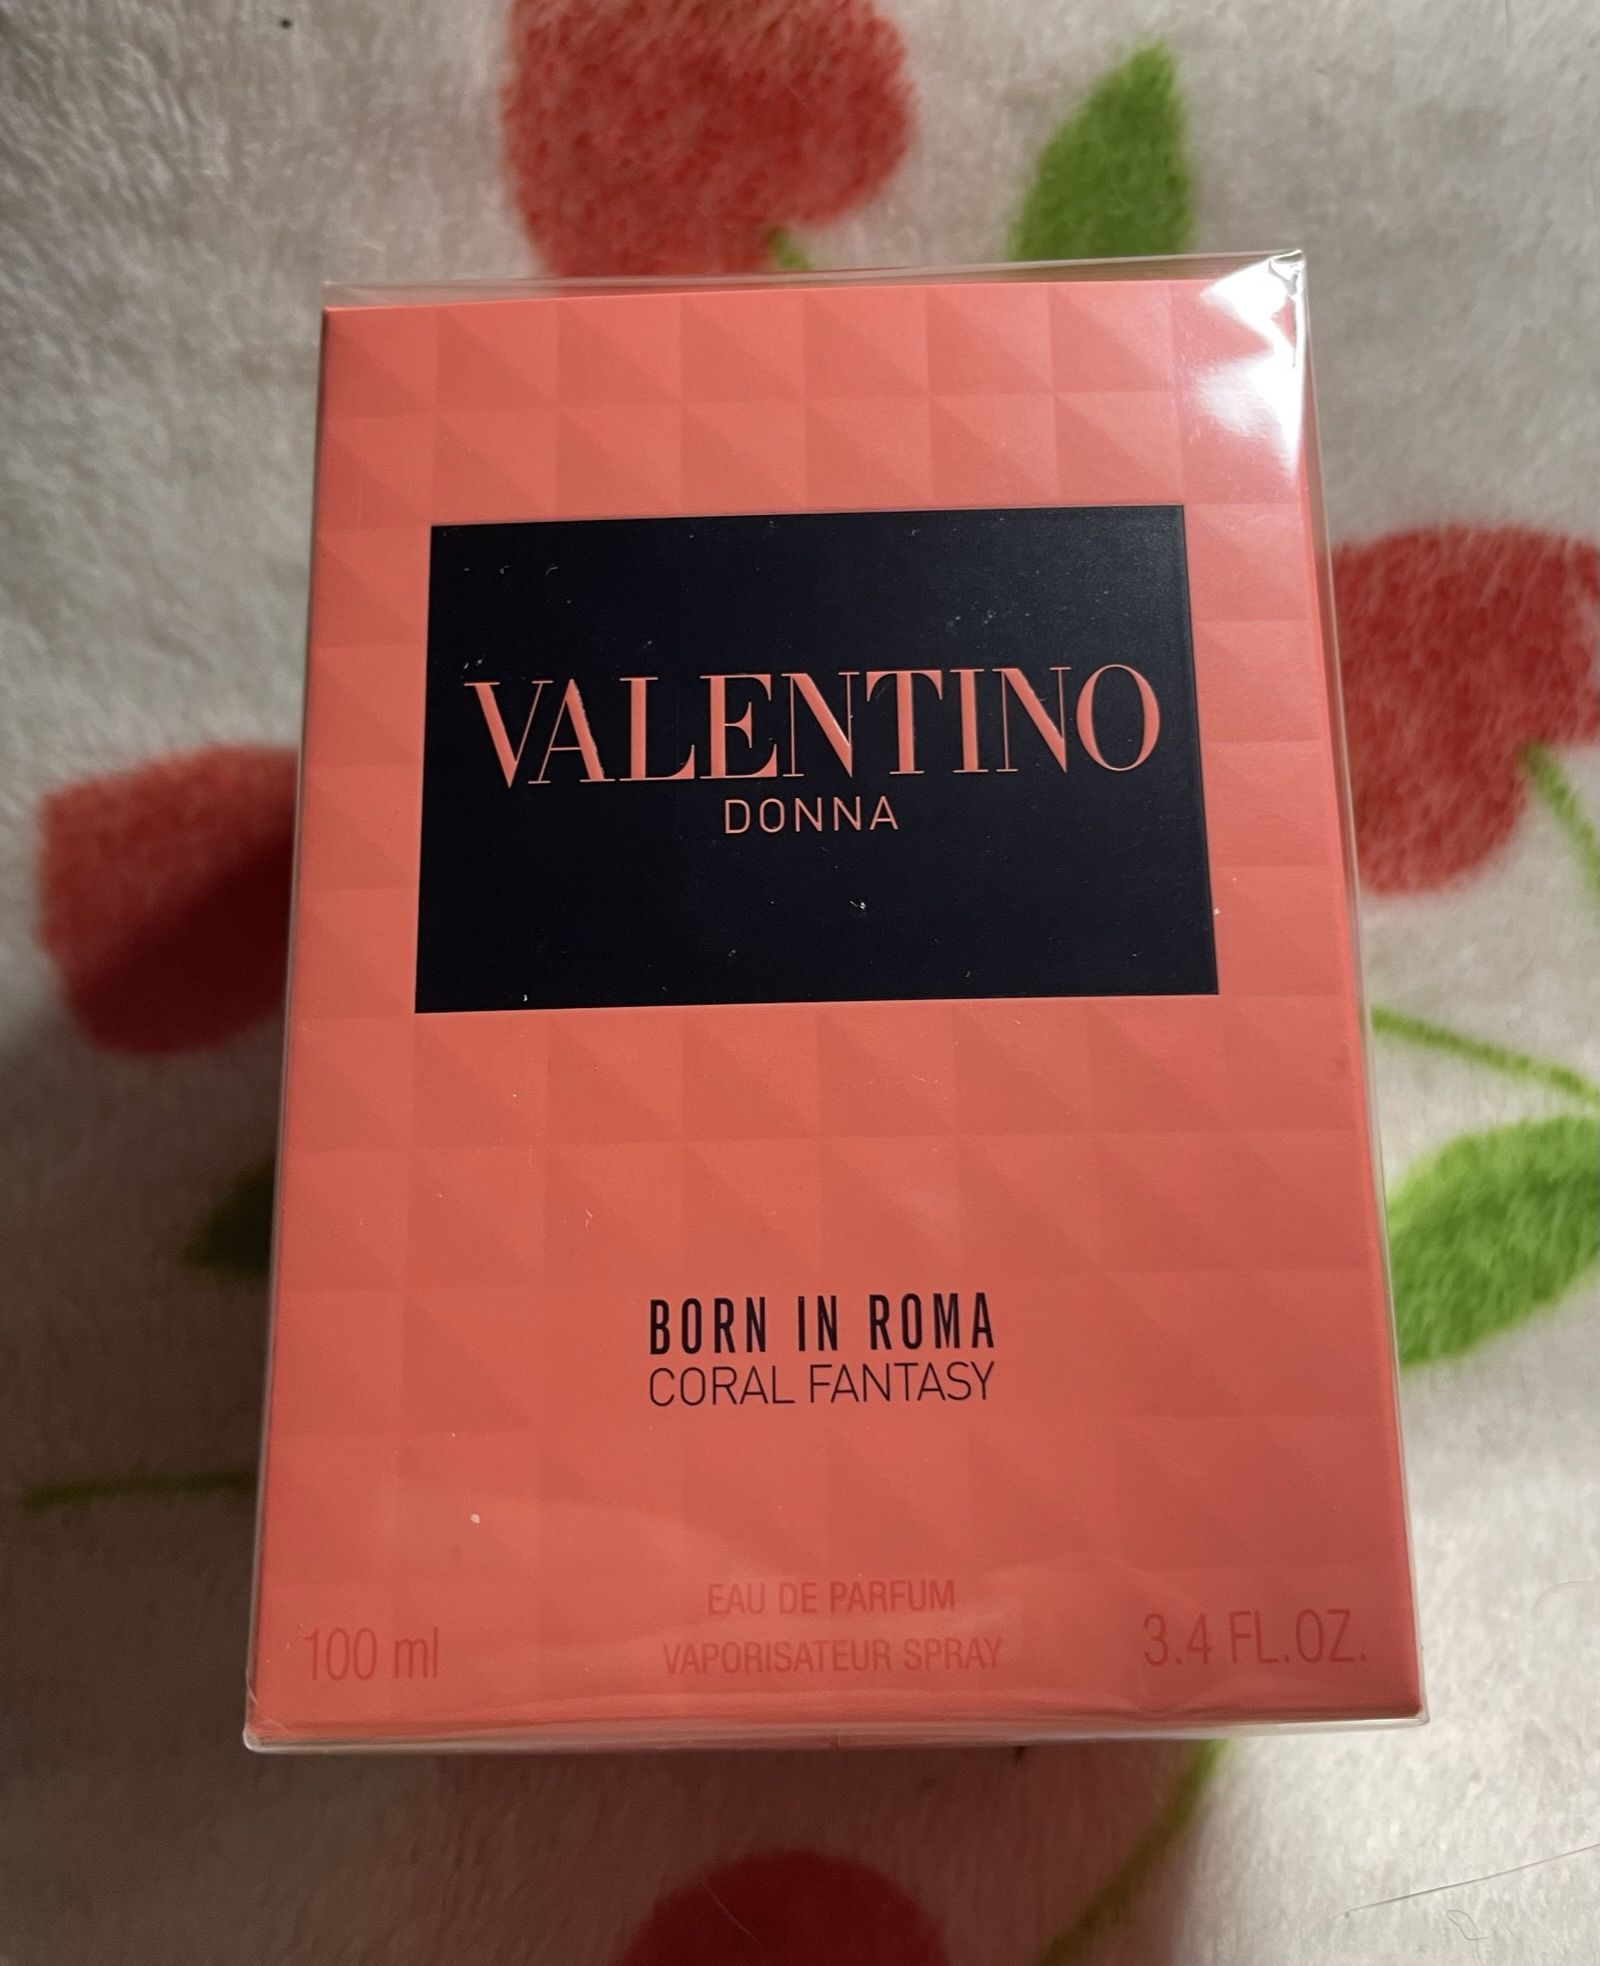 VALENTINO
DONNA
BORN IN ROMA
CORAL FANTASY
EAU DE PARFUM
100 ml VAPORISATEUR SPRAY 3.4 FL.OZ.